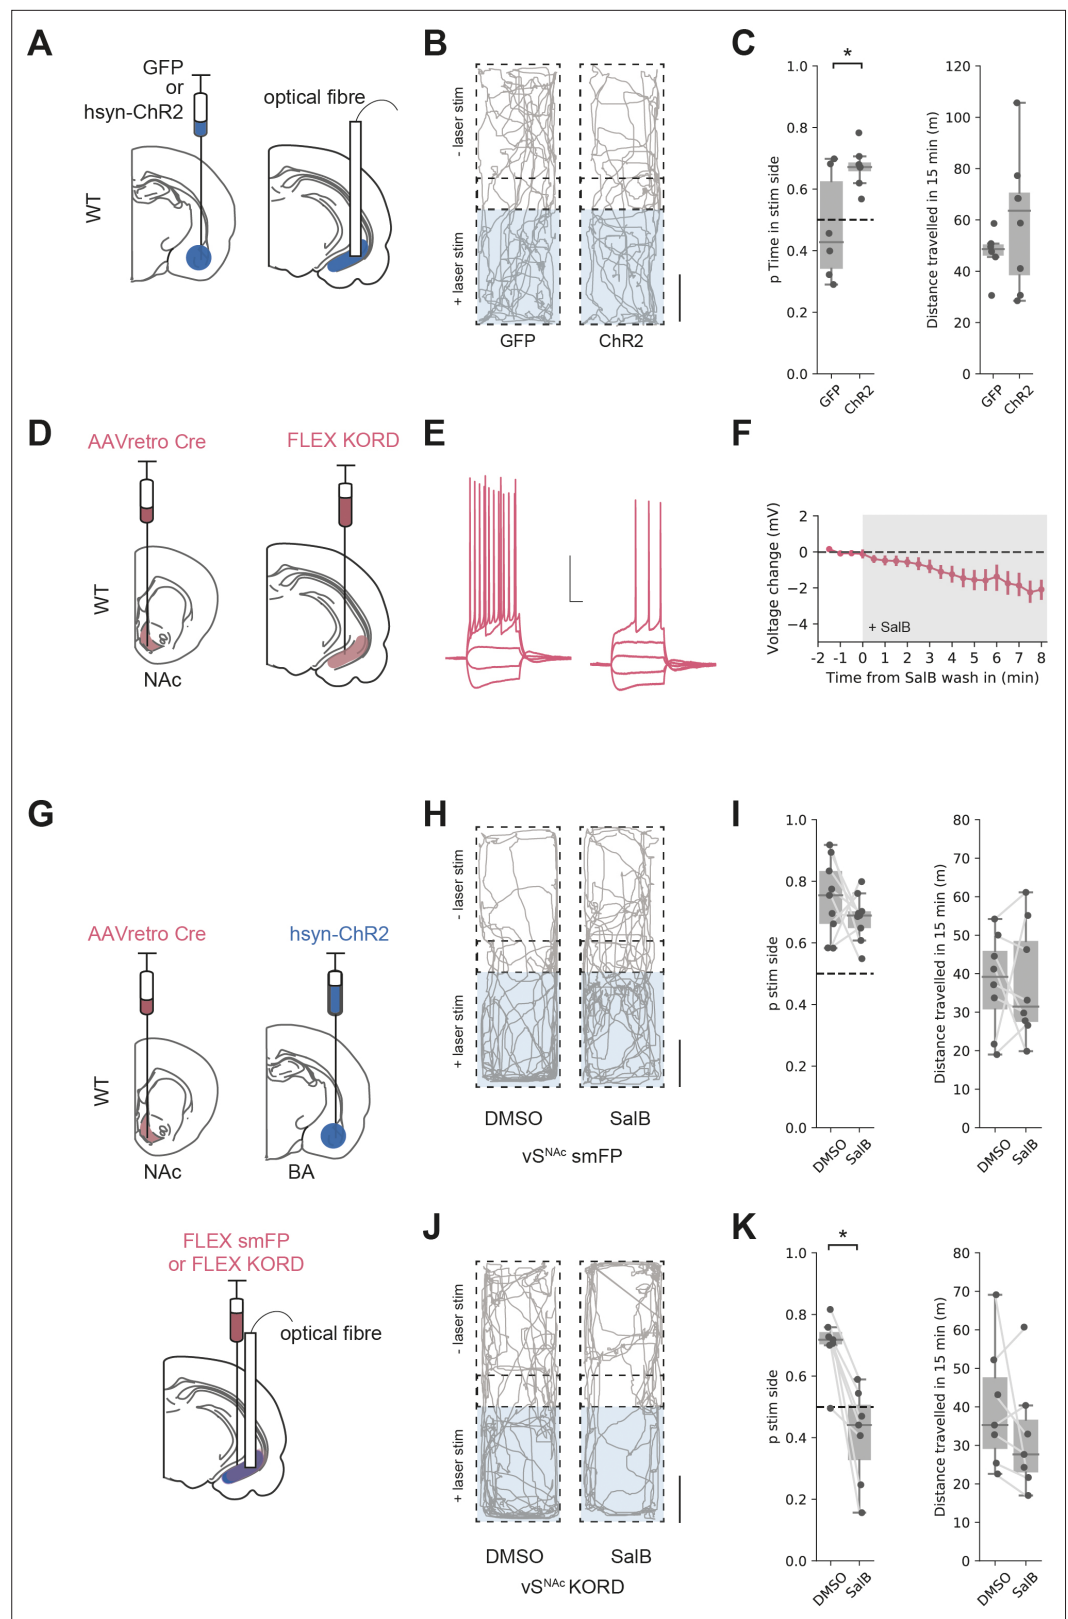 A
GFP
or
hsyn-ChR2
optical fibre
WT
B
- laser stim
+ laser stim
GFP
ChR2
C
*
p Time in stim side
1.0
0.8
0.6
0.4
0.2
0.0
GFP
ChR2
Distance travelled in 15 min (m)
120
100
80
60
40
20
0
GFP
ChR2
D
AAVretro Cre
FLEX KORD
WT
NAc
E
F
Voltage change (mV)
2
0
−2
−4
+ SalB
-2 -1 0 1 2 3 4 5 6 7 8
Time from SalB wash in (min)
G
AAVretro Cre
hsyn-ChR2
WT
NAc
BA
FLEX smFP
or FLEX KORD
optical fibre
H
- laser stim
+ laser stim
DMSO
SalB
vSNAc smFP
I
p stim side
1.0
0.8
0.6
0.4
0.2
0.0
DMSO
SalB
Distance travelled in 15 min (m)
80
70
60
50
40
30
20
10
0
DMSO
SalB
J
- laser stim
+ laser stim
DMSO
SalB
vSNAc KORD
K
*
p stim side
1.0
0.8
0.6
0.4
0.2
0.0
DMSO
SalB
Distance travelled in 15 min (m)
80
70
60
50
40
30
20
10
0
DMSO
SalB